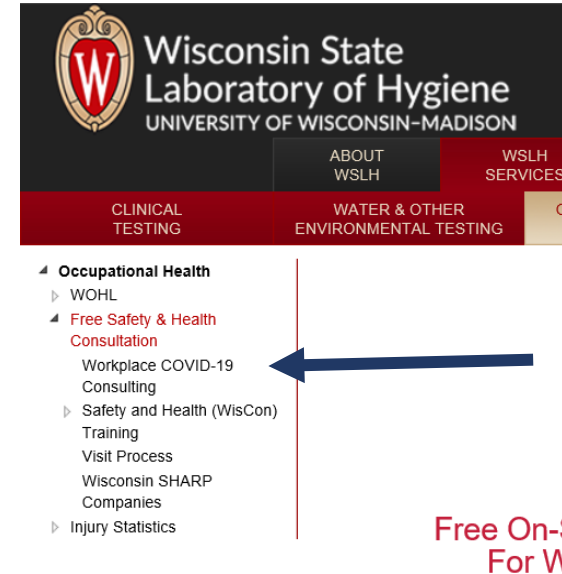 W
Wisconsin State
Laboratory of Hygiene
UNIVERSITY OF WISCONSIN–MADISON
ABOUT
WSLH
WSLH
SERVICES
CLINICAL
TESTING
WATER & OTHER
ENVIRONMENTAL TESTING
Occupational Health
WOHL
Free Safety & Health
Consultation
Workplace COVID-19
Consulting
Safety and Health (WisCon)
Training
Visit Process
Wisconsin SHARP
Companies
Injury Statistics
Free On-
For